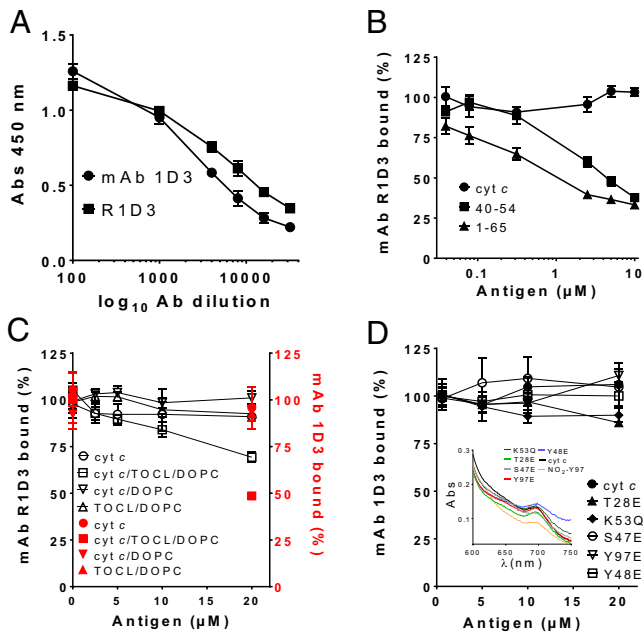 A
Abs 450 nm
1.5
1.0
0.5
0.0
mAb 1D3
R1D3
100 1000 10000
log10 Ab dilution
B
mAb R1D3 bound (%)
125
100
75
50
25
0
cyt c
40-54
1-65
0.1 1 10
Antigen (µM)
C
mAb R1D3 bound (%)
125
100
75
50
25
0
cyt c
cyt c/TOCL/DOPC
cyt c/DOPC
TOCL/DOPC
cyt c
cyt c/TOCL/DOPC
cyt c/DOPC
TOCL/DOPC
0 5 10 15 20
Antigen (µM)
125
100
75
50
25
0
mAb 1D3 bound (%)
D
mAb 1D3 bound (%)
125
100
75
50
25
0
K53Q Y48E
T28E cyt c
S47E NO2-Y97
Y97E
Abs
0.3
0.2
0.1
600 650 700 750
λ (nm)
cyt c
T28E
K53Q
S47E
Y97E
Y48E
0 5 10 15 20
Antigen (µM)